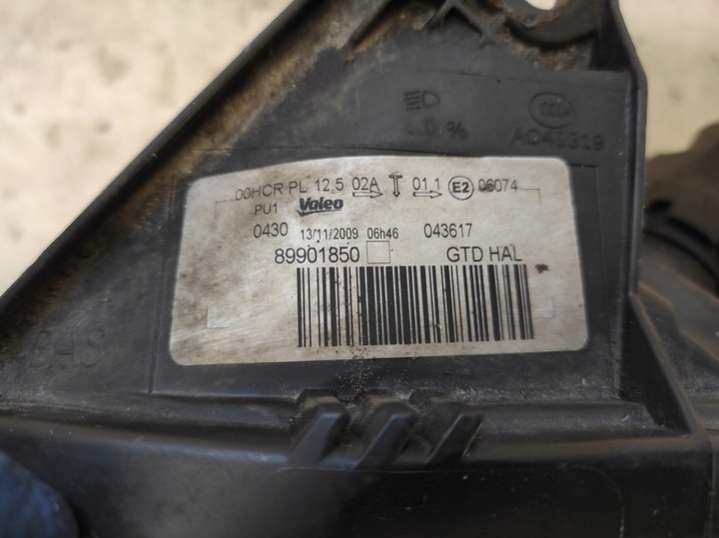 00HCR PL 12,5 02A 01,1 E2 06074
PU1 Valeo
0430 13/11/2009 06h46 043617
89901850 GTD HAL